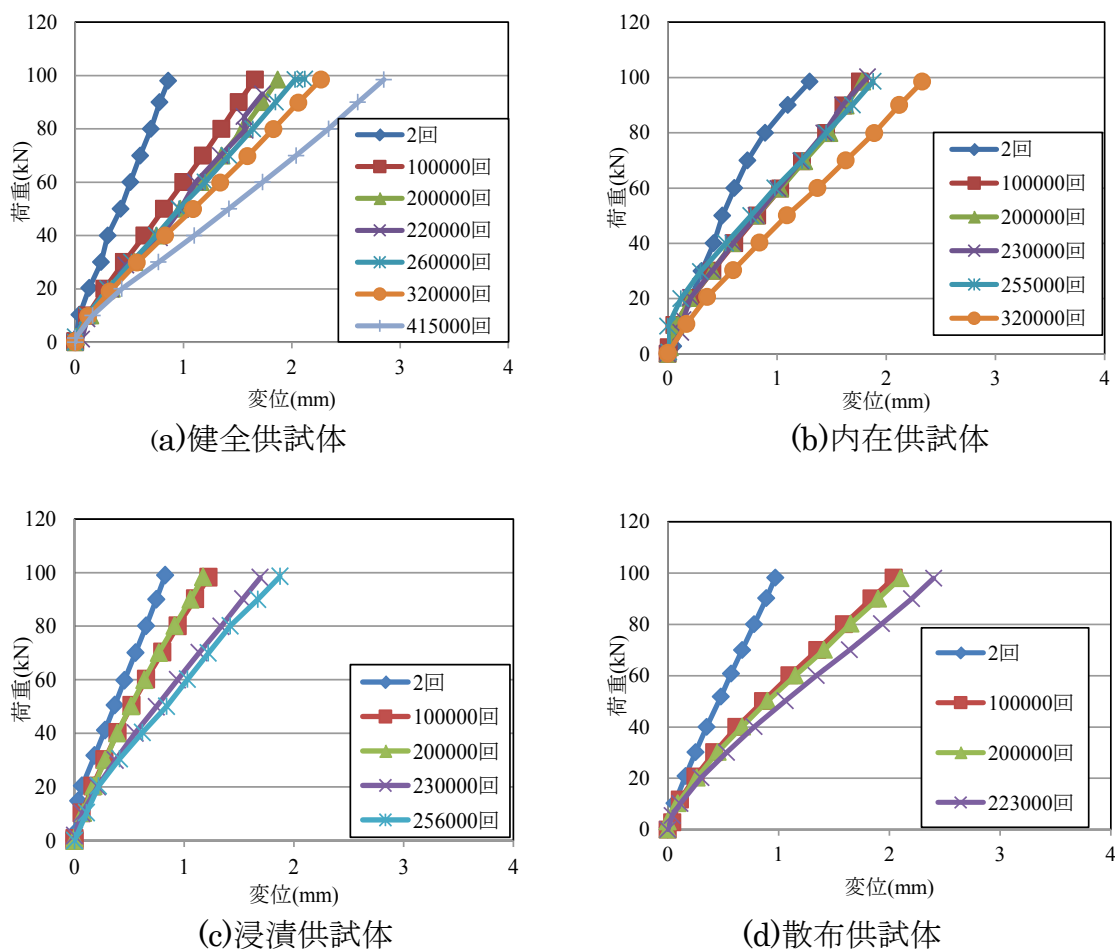 120
100
80
60
40
20
0
荷重(kN)
2回
100000回
200000回
220000回
260000回
320000回
415000回
0 1 2 3 4
変位(mm)
(a)健全供試体
120
100
80
60
40
20
0
荷重(kN)
2回
100000回
200000回
230000回
255000回
320000回
0 1 2 3 4
変位(mm)
(b)内在供試体
120
100
80
60
40
20
0
荷重(kN)
2回
100000回
200000回
230000回
256000回
0 1 2 3 4
変位(mm)
(c)浸漬供試体
120
100
80
60
40
20
0
荷重(kN)
2回
100000回
200000回
223000回
0 1 2 3 4
変位(mm)
(d)散布供試体